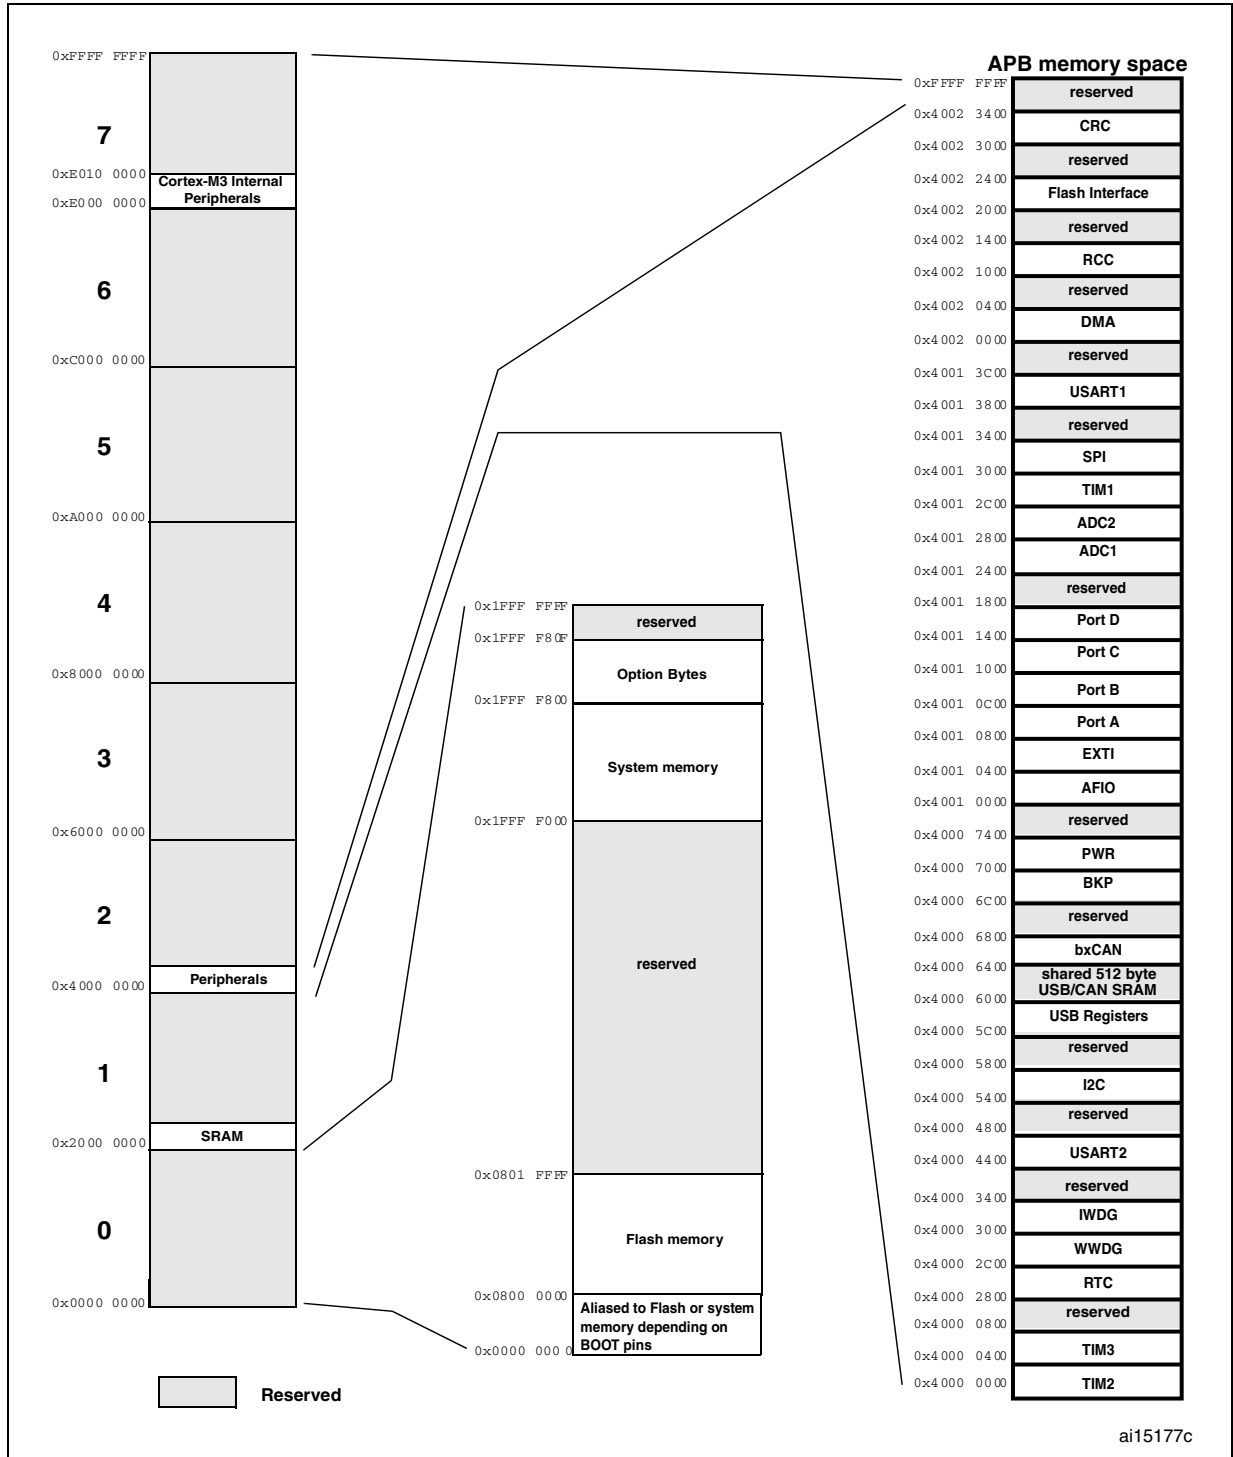 0xFFFF FFFF
7
0xE010 0000
Cortex-M3 Internal
Peripherals
0xE000 0000
6
0xC000 0000
5
0xA000 0000
4
0x8000 0000
3
0x6000 0000
2
Peripherals
0x4000 0000
1
SRAM
0x2000 0000
0
0x0000 0000
Reserved
0x1FFF FFFF
reserved
0x1FFF F80F
Option Bytes
0x1FFF F800
System memory
0x1FFF F000
reserved
0x0801 FFFF
Flash memory
0x0800 0000
Aliased to Flash or system
memory depending on
BOOT pins
0x0000 0000
APB memory space
0xFFFF FFFF
reserved
0x4002 3400
CRC
0x4002 3000
reserved
0x4002 2400
Flash Interface
0x4002 2000
reserved
0x4002 1400
RCC
0x4002 1000
reserved
0x4002 0400
DMA
0x4002 0000
reserved
0x4001 3C00
USART1
0x4001 3800
reserved
0x4001 3400
SPI
0x4001 3000
TIM1
0x4001 2C00
ADC2
0x4001 2800
ADC1
0x4001 2400
reserved
0x4001 1800
Port D
0x4001 1400
Port C
0x4001 1000
Port B
0x4001 0C00
Port A
0x4001 0800
EXTI
0x4001 0400
AFIO
0x4001 0000
reserved
0x4000 7400
PWR
0x4000 7000
BKP
0x4000 6C00
reserved
0x4000 6800
bxCAN
0x4000 6400
shared 512 byte
USB/CAN SRAM
0x4000 6000
USB Registers
0x4000 5C00
reserved
0x4000 5800
I2C
0x4000 5400
reserved
0x4000 4800
USART2
0x4000 4400
reserved
0x4000 3400
IWDG
0x4000 3000
WWDG
0x4000 2C00
RTC
0x4000 2800
reserved
0x4000 0800
TIM3
0x4000 0400
TIM2
0x4000 0000
ai15177c